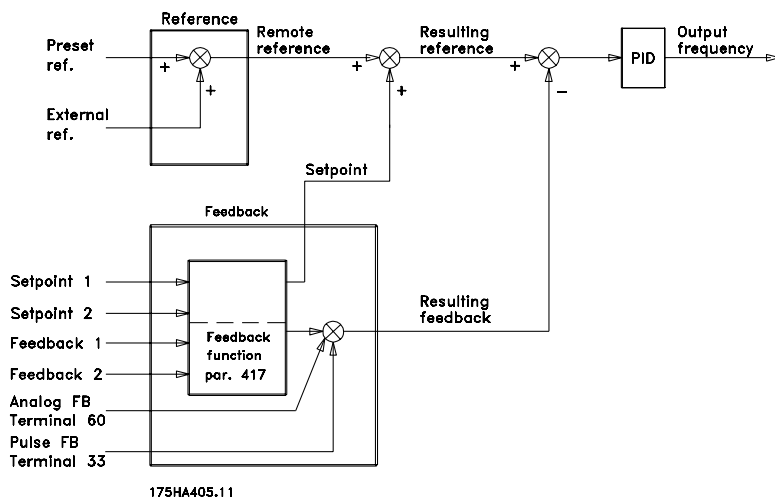 Reference
Preset
ref.
+
+
External
ref.
Remote
reference
+
+
Resulting
reference
+
−
PID
Output
frequency
Setpoint
Feedback
Setpoint 1
Setpoint 2
Feedback 1
Feedback 2
Feedback
function
par. 417
Resulting
feedback
Analog FB
Terminal 60
Pulse FB
Terminal 33
175HA405.11